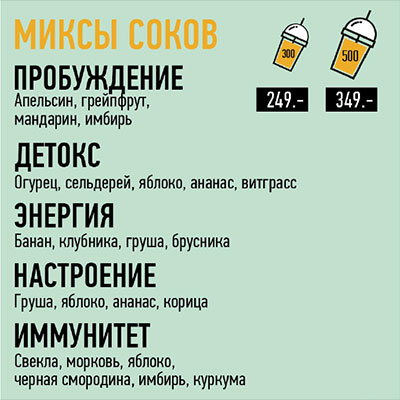 МИКСЫ СОКОВ
300 500
249.- 349.-
ПРОБУЖДЕНИЕ
Апельсин, грейпфрут,
мандарин, имбирь
ДЕТОКС
Огурец, сельдерей, яблоко, ананас, витграсс
ЭНЕРГИЯ
Банан, клубника, груша, брусника
НАСТРОЕНИЕ
Груша, яблоко, ананас, корица
ИММУНИТЕТ
Свекла, морковь, яблоко,
черная смородина, имбирь, куркума